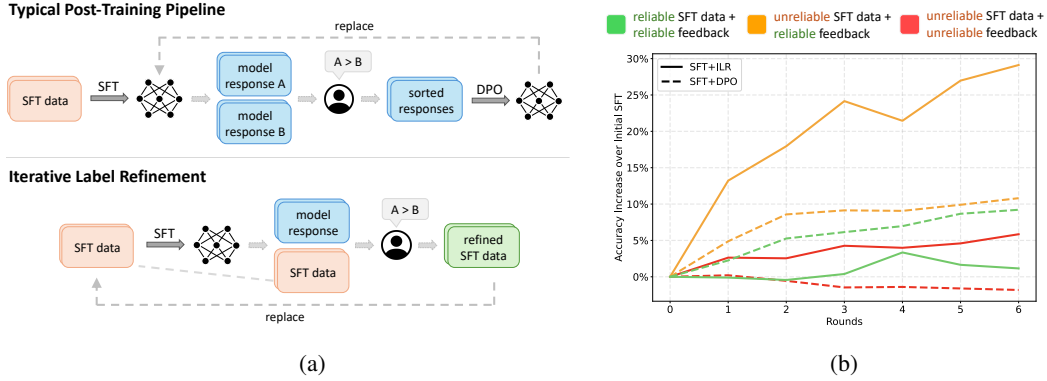 Typical Post-Training Pipeline
replace
SFT data
SFT
model
response A
model
response B
A > B
sorted
responses
DPO
Iterative Label Refinement
SFT data
SFT
model
response
SFT data
A > B
refined
SFT data
replace
(a)
reliable SFT data +
reliable feedback
unreliable SFT data +
reliable feedback
unreliable SFT data +
unreliable feedback
SFT+ILR
SFT+DPO
Accuracy Increase over Initial SFT
30%
25%
20%
15%
10%
5%
0%
0 1 2 3 4 5 6
Rounds
(b)